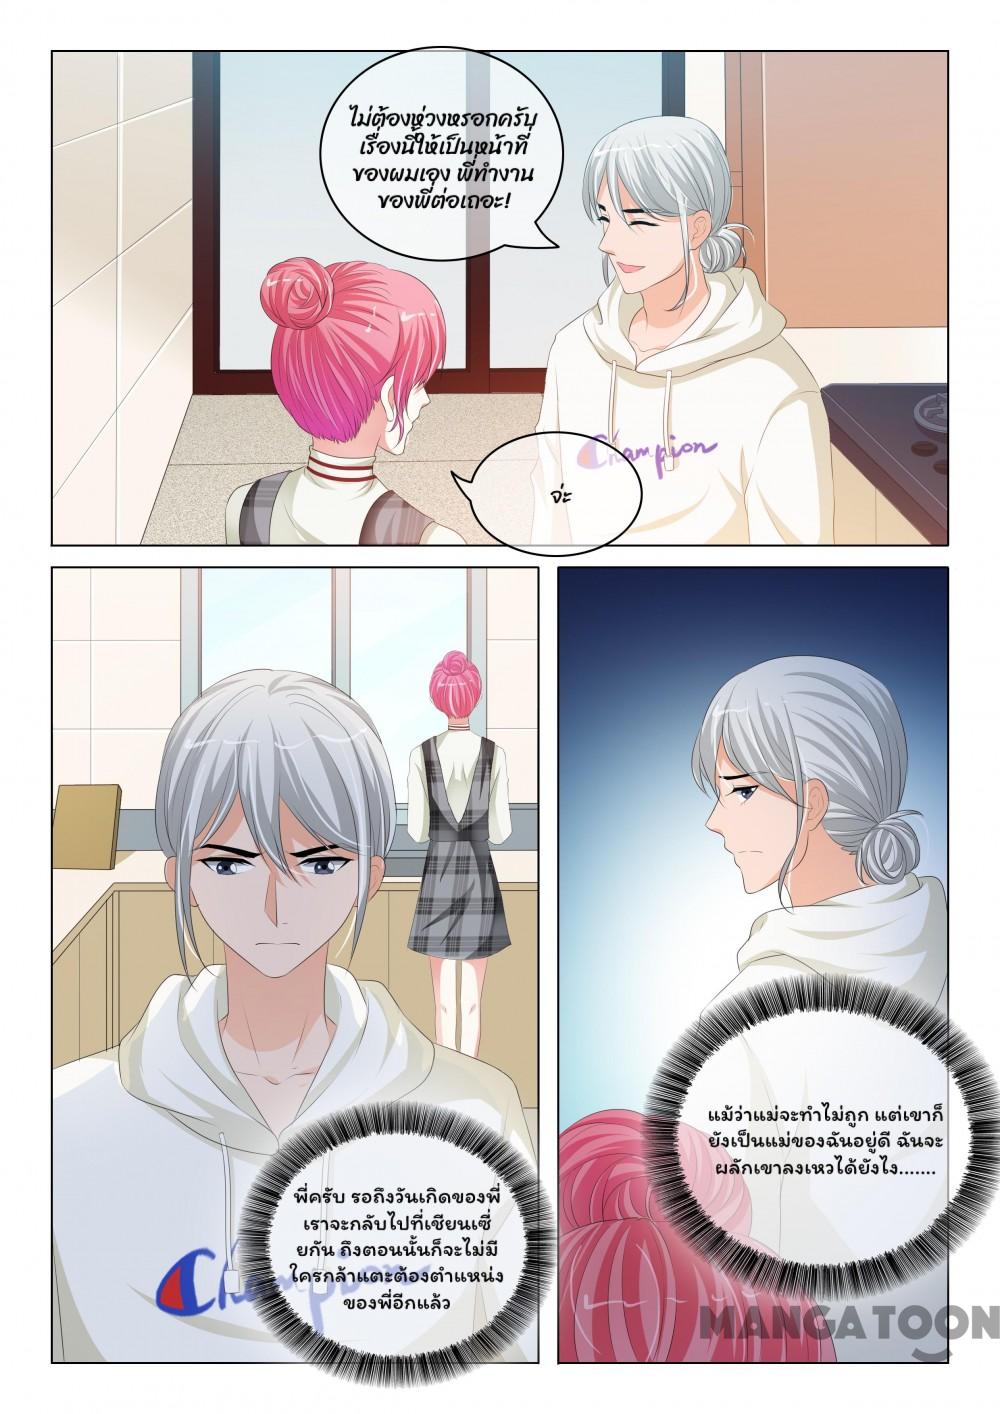 ไม่ต้องห่วงหรอกครับ
เรื่องนี้ให้เป็นหน้าที่
ของผมเอง พี่ทำงาน
ของพี่ต่อเถอะ!
Champion
จ่ะ
พี่ครับ รอถึงวันเกิดของพี่
เราจะกลับไปที่เชียนเซี่
ยกัน ถึงตอนนั้นก็จะไม่มี
ใครกล้าแตะต้องตำแหน่ง
ของพี่อีกแล้ว
Champion
แม้ว่าแม่จะทำไม่ถูก แต่เขาก็
ยังเป็นแม่ของฉันอยู่ดี ฉันจะ
ผลักเขาลงเหวได้ยังไง.......
MANGATOON